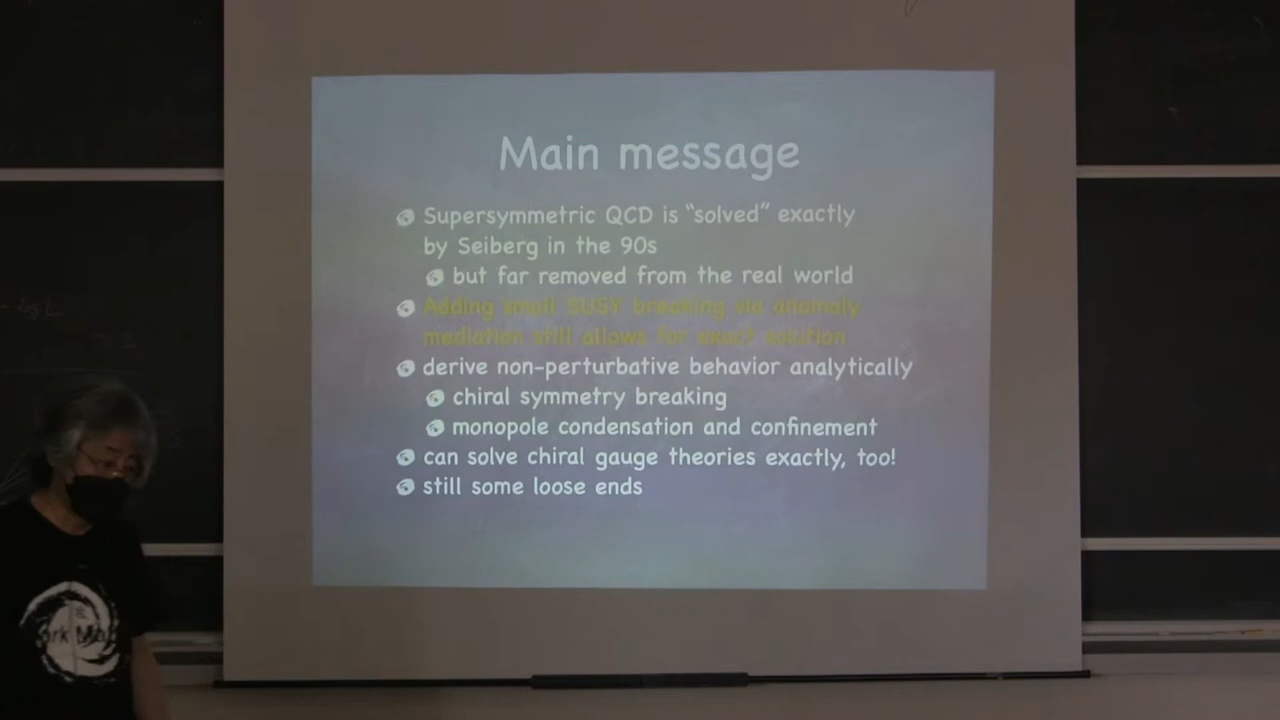 Main message
Supersymmetric QCD is “solved” exactly
by Seiberg in the 90s
but far removed from the real world
Adding small SUSY breaking via anomaly
mediation still allows for exact solution
derive non-perturbative behavior analytically
chiral symmetry breaking
monopole condensation and confinement
can solve chiral gauge theories exactly, too!
still some loose ends